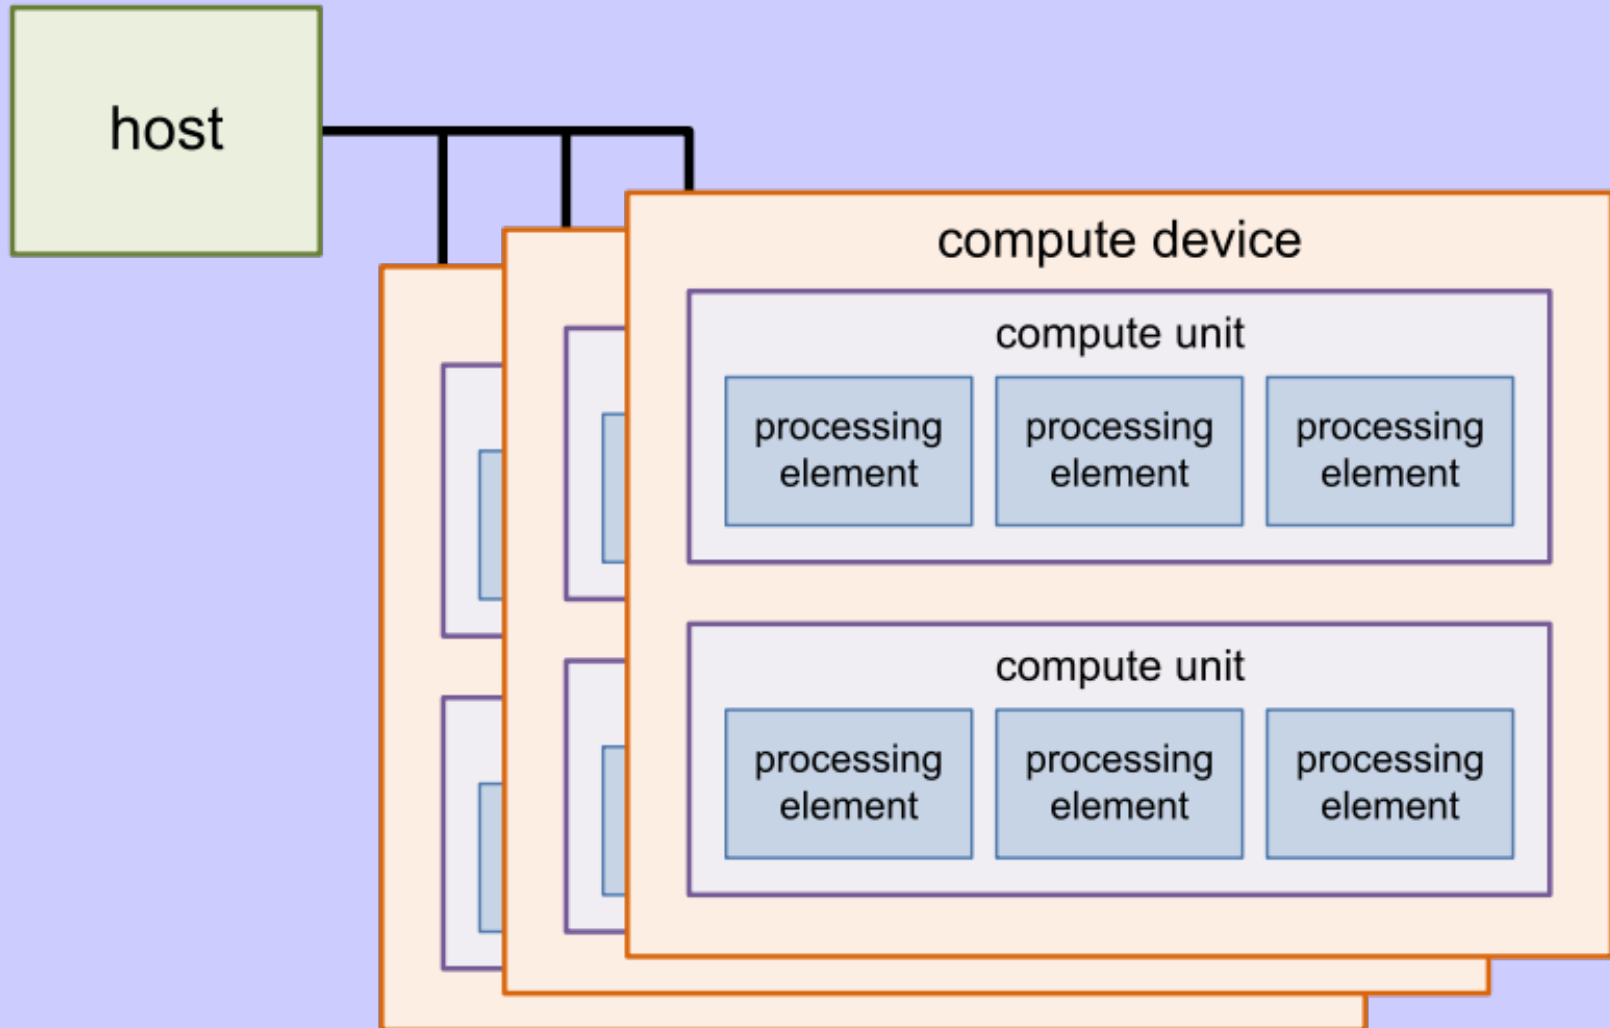 host
compute device
compute unit
processing processing processing
element element element
compute unit
processing processing processing
element element element